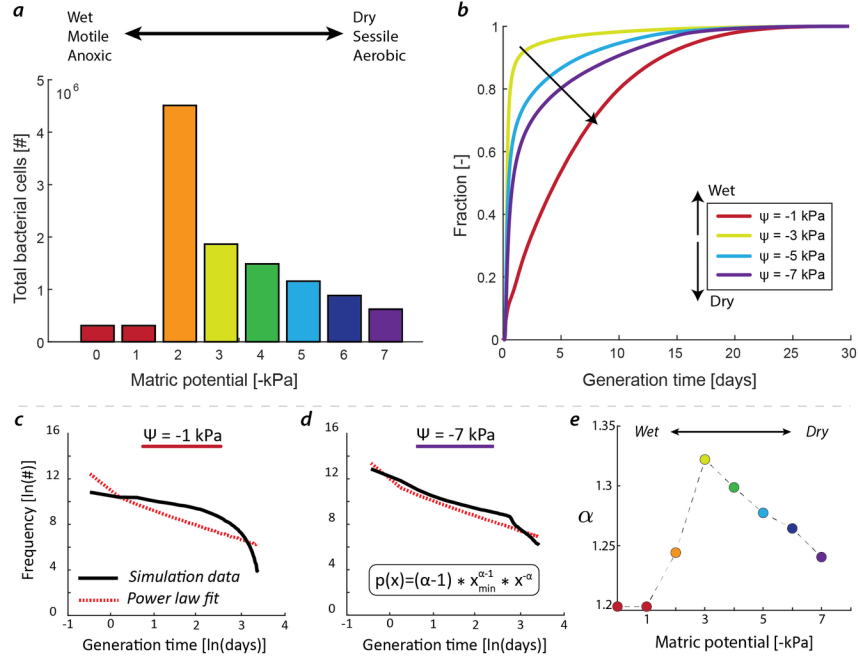 a
Wet
Motile
Anoxic
Dry
Sessile
Aerobic
10⁶
5
4
3
2
1
0
Total bacterial cells [#]
0 1 2 3 4 5 6 7
Matric potential [-kPa]
b
1
0.8
0.6
0.4
0.2
0
Fraction [-]
Wet
ψ = -1 kPa
ψ = -3 kPa
ψ = -5 kPa
ψ = -7 kPa
Dry
0 5 10 15 20 25 30
Generation time [days]
c
Ψ = -1 kPa
16
12
8
4
0
Frequency [ln(#)]
Simulation data
Power law fit
-1 0 1 2 3 4
Generation time [ln(days)]
d
Ψ = -7 kPa
16
12
8
4
0
p(x)=(α-1) * x_min^(α-1) * x^(-α)
-1 0 1 2 3 4
Generation time [ln(days)]
e
1.35
1.3
1.25
1.2
α
Wet
Dry
1 3 5 7
Matric potential [-kPa]